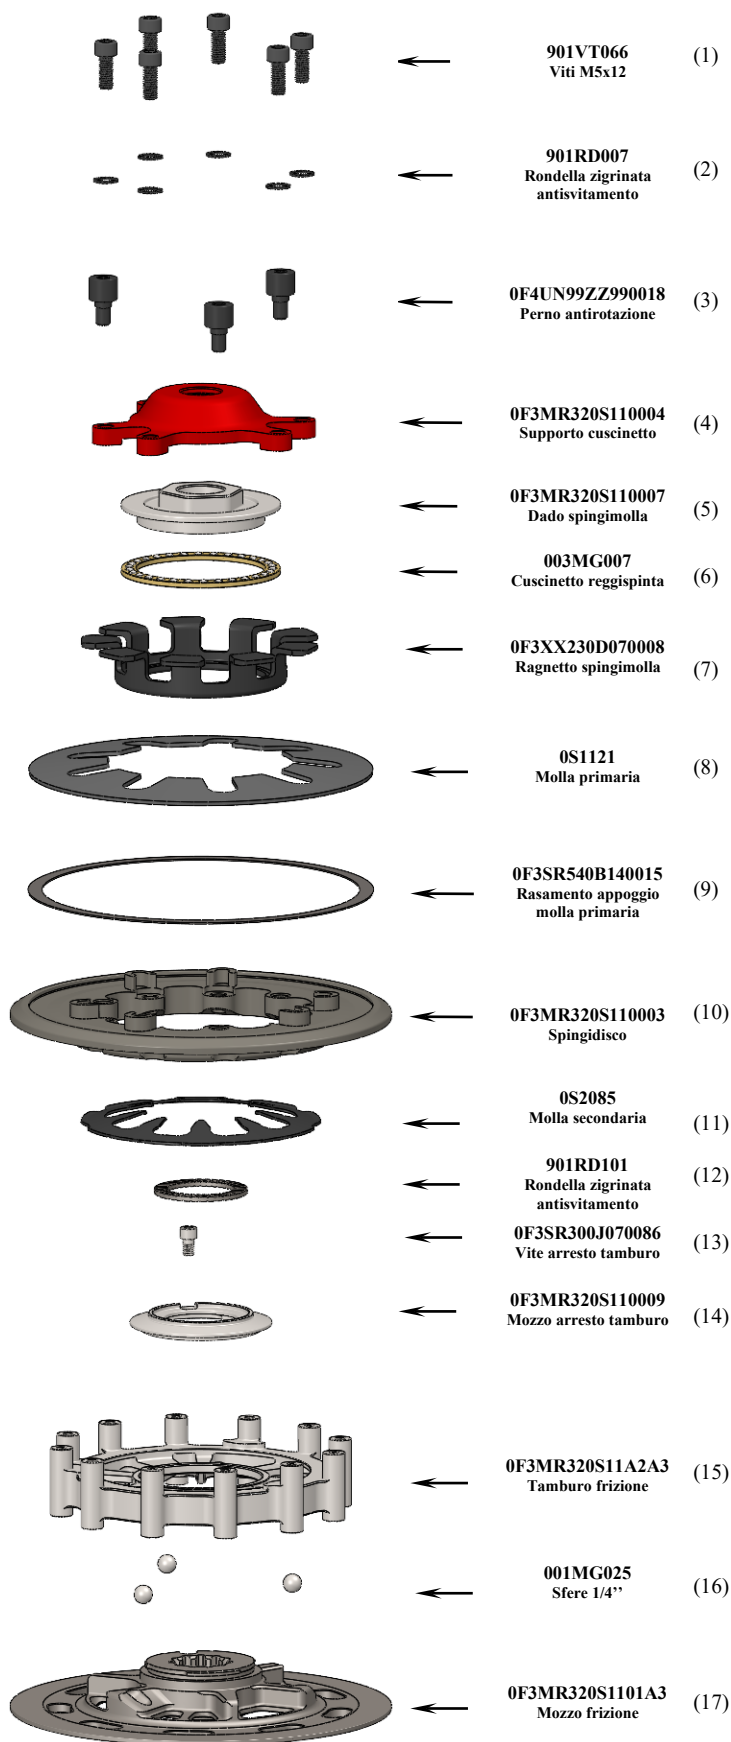 901VT066 (1)
Viti M5x12
901RD007
Rondella zigrinata (2)
antisvitamento
0F4UN99ZZ990018 (3)
Perno antirotazione
0F3MR320S110004 (4)
Supporto cuscinetto
0F3MR320S110007 (5)
Dado spingimolla
003MG007
Cuscinetto reggispinta (6)
0F3XX230D070008
Ragnetto spingimolla
(7)
0S1121 (8)
Molla primaria
0F3SR540B140015
Rasamento appoggio (9)
molla primaria
0F3MR320S110003 (10)
Spingidisco
0S2085
Molla secondaria (11)
901RD101 (12)
Rondella zigrinata
antisvitamento
0F3SR300J070086 (13)
Vite arresto tamburo
0F3MR320S110009
Mozzo arresto tamburo (14)
0F3MR320S11A2A3 (15)
Tamburo frizione
001MG025 (16)
Sfere 1/4’’
0F3MR320S1101A3 (17)
Mozzo frizione